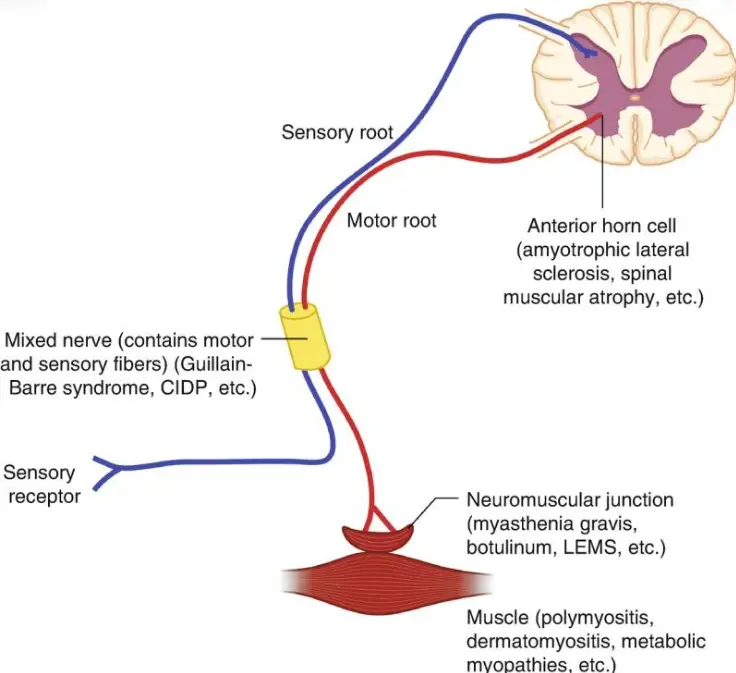 Sensory root
Motor root
Anterior horn cell
(amyotrophic lateral
sclerosis, spinal
muscular atrophy, etc.)
Mixed nerve (contains motor
and sensory fibers) (Guillain-
Barre syndrome, CIDP, etc.)
Sensory
receptor
Neuromuscular junction
(myasthenia gravis,
botulinum, LEMS, etc.)
Muscle (polymyositis,
dermatomyositis, metabolic
myopathies, etc.)